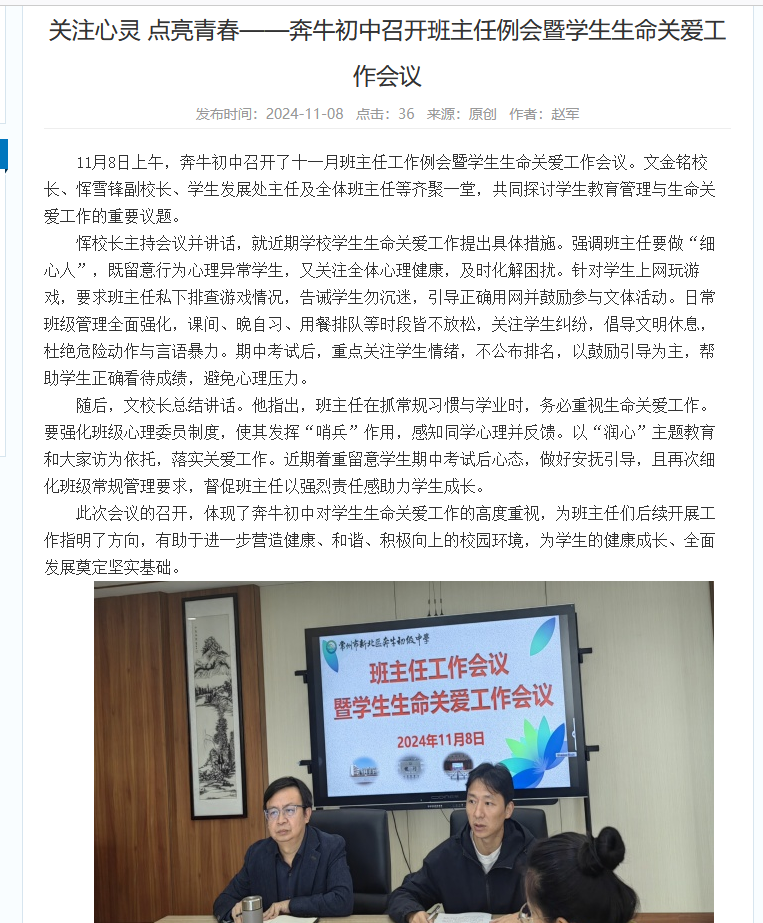 关注心灵 点亮青春——奔牛初中召开班主任例会暨学生生命关爱工
作会议
发布时间：2024-11-08 点击：36 来源：原创 作者：赵军
11月8日上午，奔牛初中召开了十一月班主任工作例会暨学生生命关爱工作会议。文金铭校
长、恽雪锋副校长、学生发展处主任及全体班主任等齐聚一堂，共同探讨学生教育管理与生命关
爱工作的重要议题。
恽校长主持会议并讲话，就近期学校学生生命关爱工作提出具体措施。强调班主任要做“细
心人”，既留意行为心理异常学生，又关注全体心理健康，及时化解困扰。针对学生上网玩游
戏，要求班主任私下排查游戏情况，告诫学生勿沉迷，引导正确用网并鼓励参与文体活动。日常
班级管理全面强化，课间、晚自习、用餐排队等时段皆不放松，关注学生纠纷，倡导文明休息，
杜绝危险动作与言语暴力。期中考试后，重点关注学生情绪，不公布排名，以鼓励引导为主，帮
助学生正确看待成绩，避免心理压力。
随后，文校长总结讲话。他指出，班主任在抓常规习惯与学业时，务必重视生命关爱工作。
要强化班级心理委员制度，使其发挥“哨兵”作用，感知同学心理并反馈。以“润心”主题教育
和大家访为依托，落实关爱工作。近期着重留意学生期中考试后心态，做好安抚引导，且再次细
化班级常规管理要求，督促班主任以强烈责任感助力学生成长。
此次会议的召开，体现了奔牛初中对学生生命关爱工作的高度重视，为班主任们后续开展工
作指明了方向，有助于进一步营造健康、和谐、积极向上的校园环境，为学生的健康成长、全面
发展奠定坚实基础。
常州市新北区奔牛初级中学
班主任工作会议
暨学生生命关爱工作会议
2024年11月8日